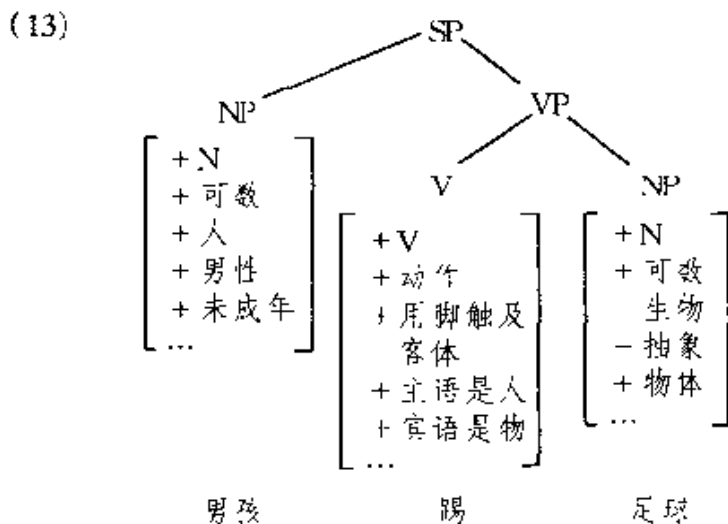 (13)
SP
NP
VP
+ N
+ 可数
+ 人
+ 男性
+ 未成年
...
V
+ V
+ 动作
+ 用脚触及
客体
+ 主语是人
+ 宾语是物
...
NP
+ N
+ 可数
生物
- 抽象
+ 物体
...
男孩
踢
足球